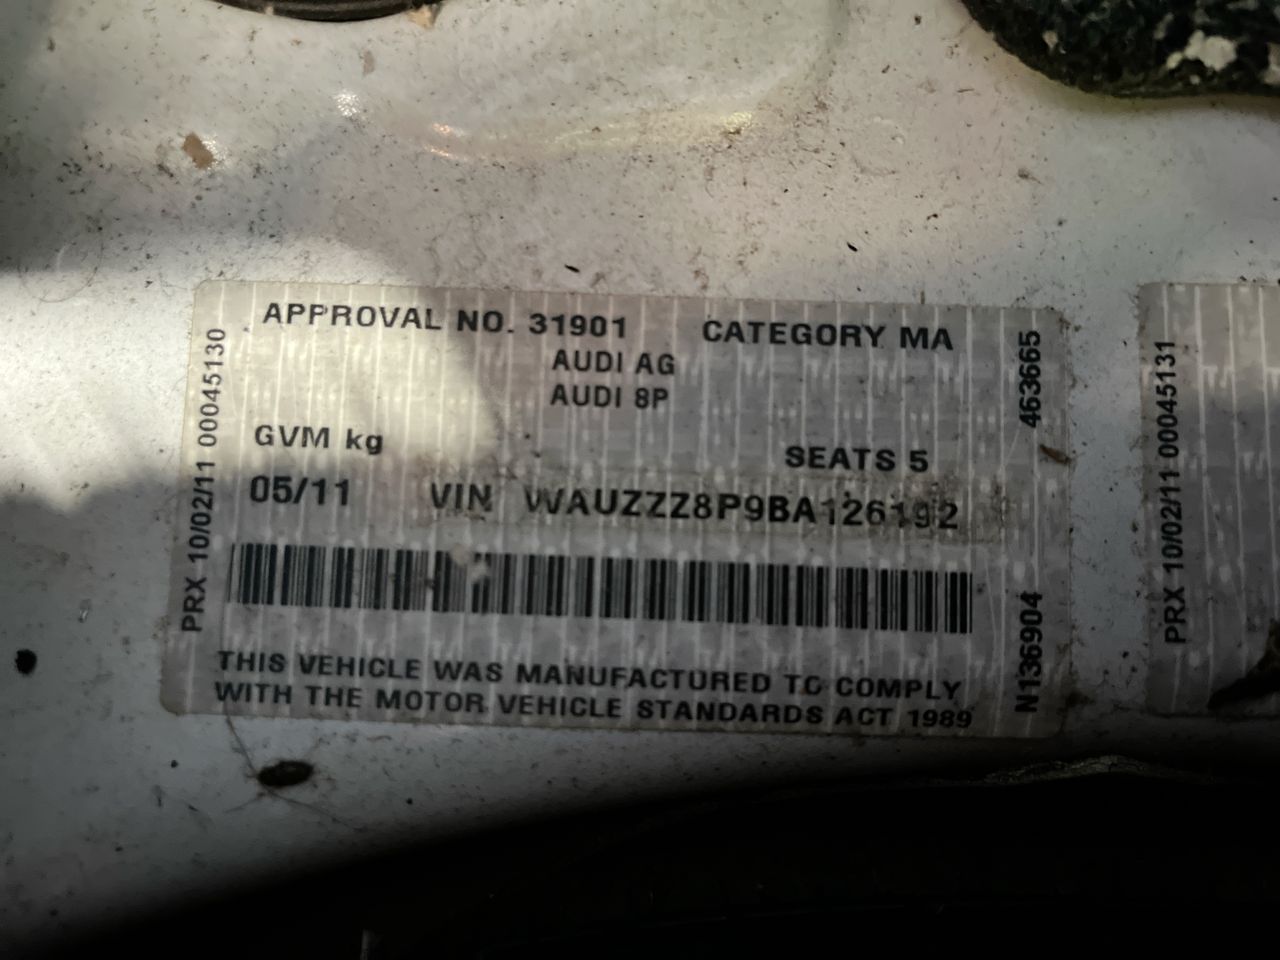 APPROVAL NO. 31901 CATEGORY MA
AUDI AG
AUDI 8P
GVM kg SEATS 5
05/11 VIN WAUZZZ8P9BA126192
THIS VEHICLE WAS MANUFACTURED TO COMPLY
WITH THE MOTOR VEHICLE STANDARDS ACT 1989
PRX 10/02/11 00045130
463665
N136904
PRX 10/02/11 00045131